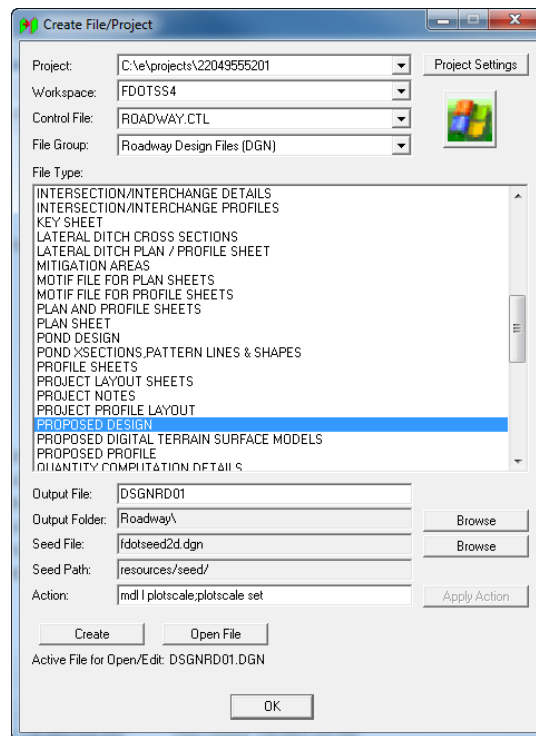 Create File/Project
Project: C:\e\projects\22049555201 Project Settings
Workspace: FDOTSS4
Control File: ROADWAY.CTL
File Group: Roadway Design Files (DGN)
File Type:
INTERSECTION/INTERCHANGE DETAILS
INTERSECTION/INTERCHANGE PROFILES
KEY SHEET
LATERAL DITCH CROSS SECTIONS
LATERAL DITCH PLAN / PROFILE SHEET
MITIGATION AREAS
MOTIF FILE FOR PLAN SHEETS
MOTIF FILE FOR PROFILE SHEETS
PLAN AND PROFILE SHEETS
PLAN SHEET
POND DESIGN
POND XSECTIONS,PATTERN LINES & SHAPES
PROFILE SHEETS
PROJECT LAYOUT SHEETS
PROJECT NOTES
PROJECT PROFILE LAYOUT
PROPOSED DESIGN
PROPOSED DIGITAL TERRAIN SURFACE MODELS
PROPOSED PROFILE
QUANTITY COMPUTATION DETAILS
Output File: DSGNRD01
Output Folder: Roadway\ Browse
Seed File: fdotseed2d.dgn Browse
Seed Path: resources/seed/
Action: mdl l plotscale;plotscale set Apply Action
Create Open File
Active File for Open/Edit: DSGNRD01.DGN
OK